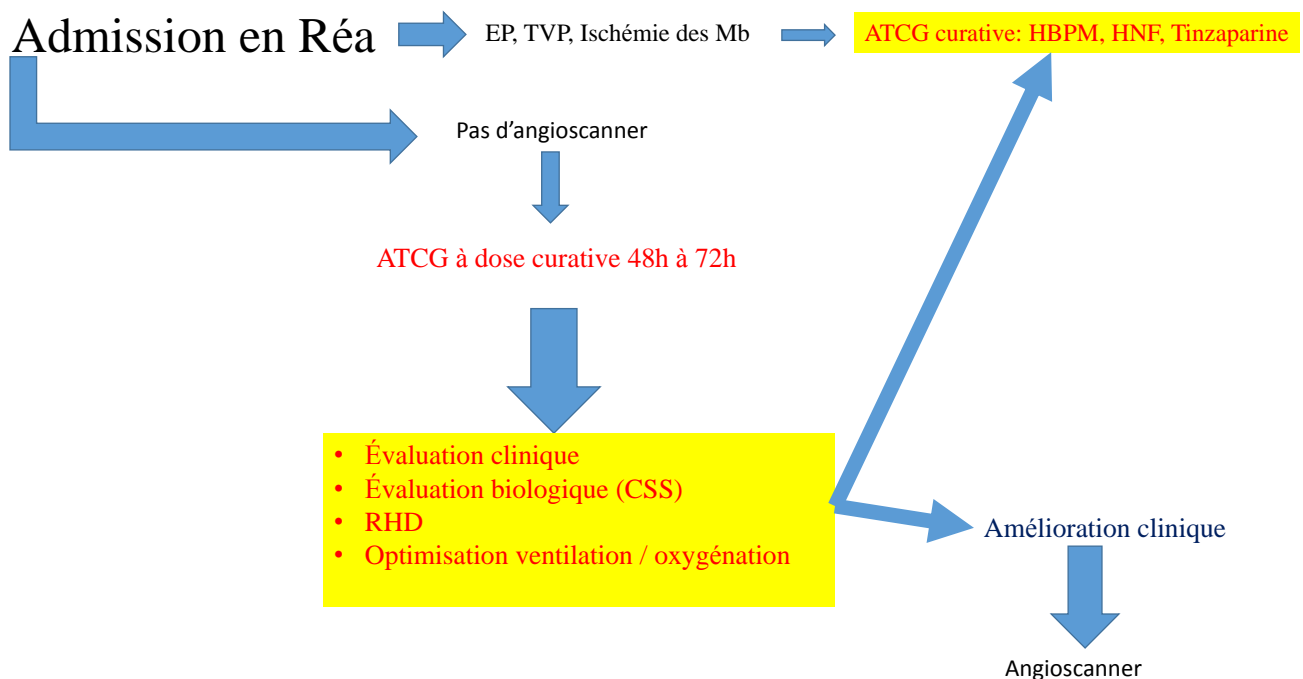 Admission en Réa
EP, TVP, Ischémie des Mb
ATCG curative: HBPM, HNF, Tinzaparine
Pas d’angioscanner
ATCG à dose curative 48h à 72h
• Évaluation clinique
• Évaluation biologique (CSS)
• RHD
• Optimisation ventilation / oxygénation
Amélioration clinique
Angioscanner